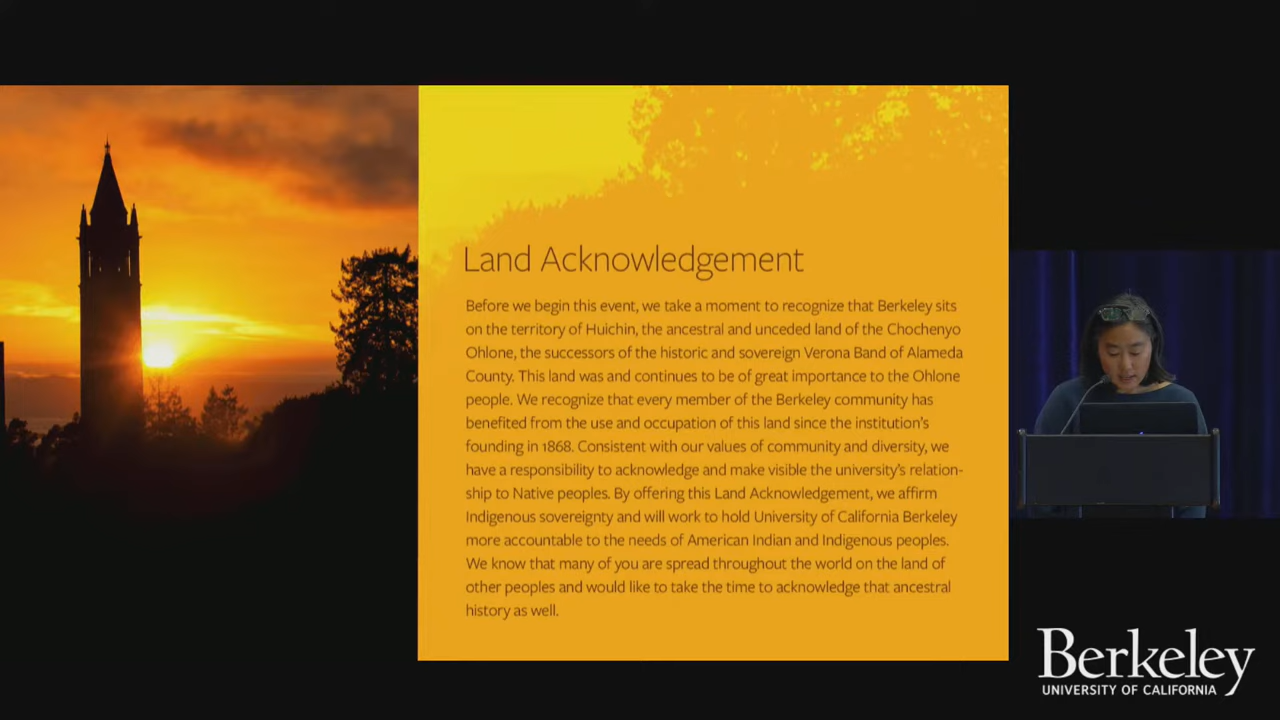 Land Acknowledgement
Before we begin this event, we take a moment to recognize that Berkeley sits
on the territory of Huichin, the ancestral and unceded land of the Chochenyo
Ohlone, the successors of the historic and sovereign Verona Band of Alameda
County. This land was and continues to be of great importance to the Ohlone
people. We recognize that every member of the Berkeley community has
benefited from the use and occupation of this land since the institution's
founding in 1868. Consistent with our values of community and diversity, we
have a responsibility to acknowledge and make visible the university's relation-
ship to Native peoples. By offering this Land Acknowledgement, we affirm
Indigenous sovereignty and will work to hold University of California Berkeley
more accountable to the needs of American Indian and Indigenous peoples.
We know that many of you are spread throughout the world on the land of
other peoples and would like to take the time to acknowledge that ancestral
history as well.
Berkeley
UNIVERSITY OF CALIFORNIA